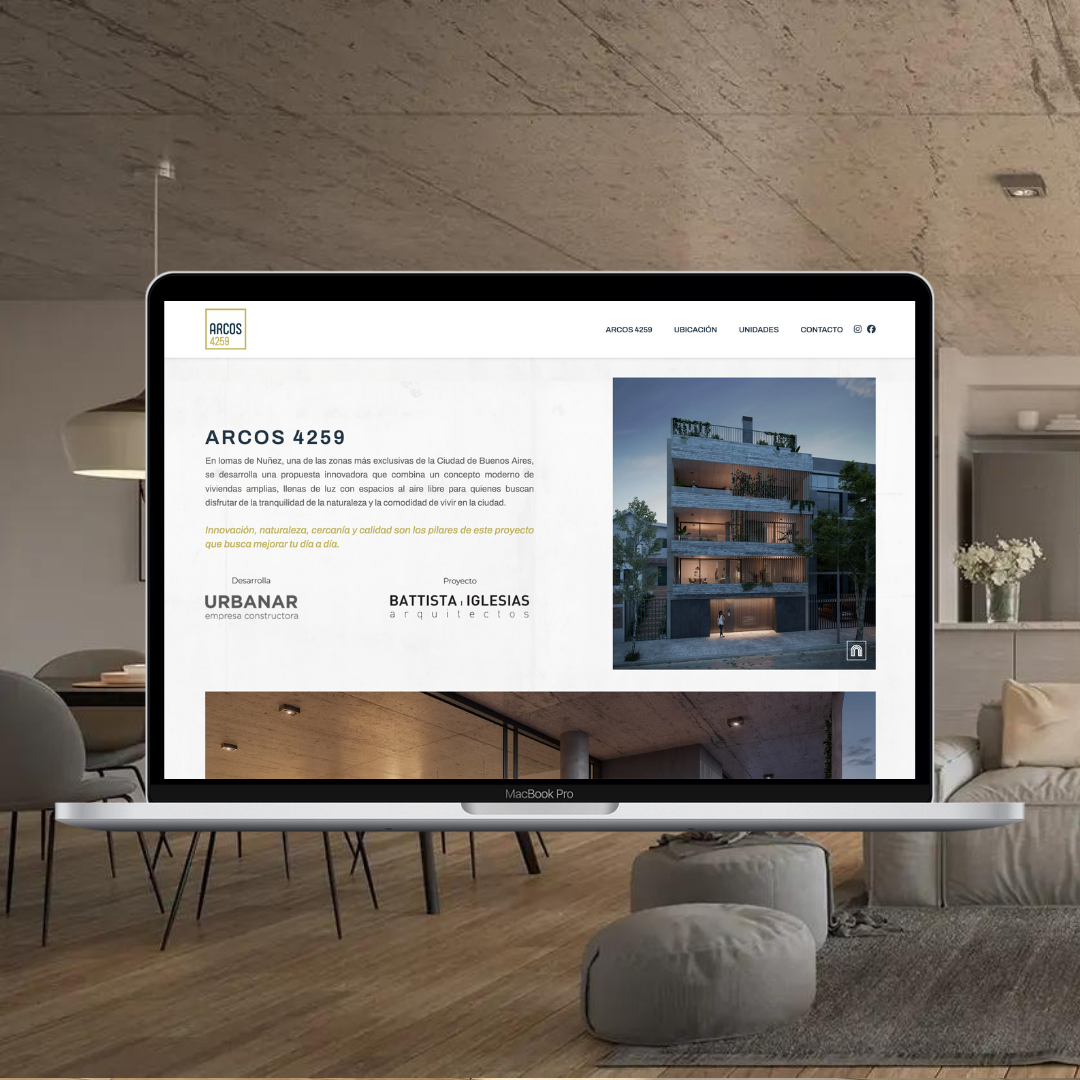 ARCOS
4259
ARCOS 4259 UBICACIÓN UNIDADES CONTACTO
ARCOS 4259
En lomas de Nuñez, una de las zonas más exclusivas de la Ciudad de Buenos Aires,
se desarrolla una propuesta innovadora que combina un concepto moderno de
viviendas amplias, llenas de luz con espacios al aire libre para quienes buscan
disfrutar de la tranquilidad de la naturaleza y la comodidad de vivir en la ciudad.
Innovación, naturaleza, cercanía y calidad son los pilares de este proyecto
que busca mejorar tu día a día.
Desarrolla
URBANAR
empresa constructora
Proyecto
BATTISTA | IGLESIAS
arquitectos
MacBook Pro